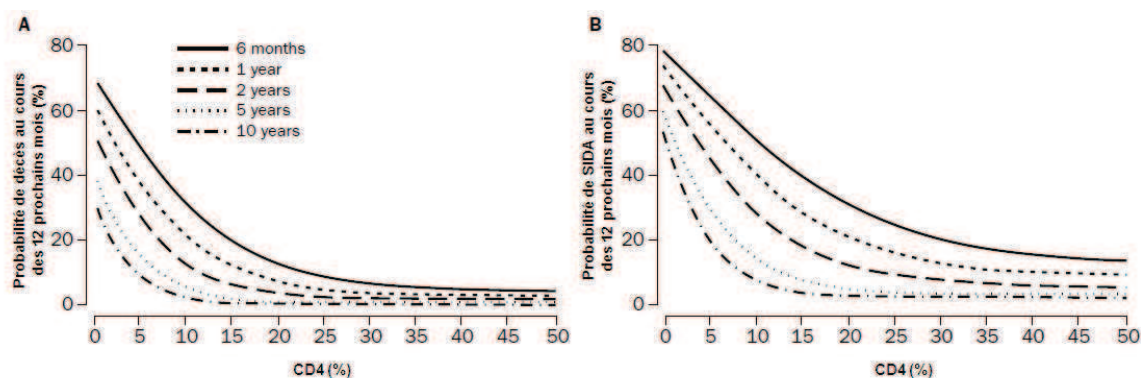 A
Probabilité de décès au cours
des 12 prochains mois (%)
80
60
40
20
0
6 months
1 year
2 years
5 years
10 years
0 5 10 15 20 25 30 35 40 45 50
CD4 (%)
B
Probabilité de SIDA au cours
des 12 prochains mois (%)
80
60
40
20
0
0 5 10 15 20 25 30 35 40 45 50
CD4 (%)